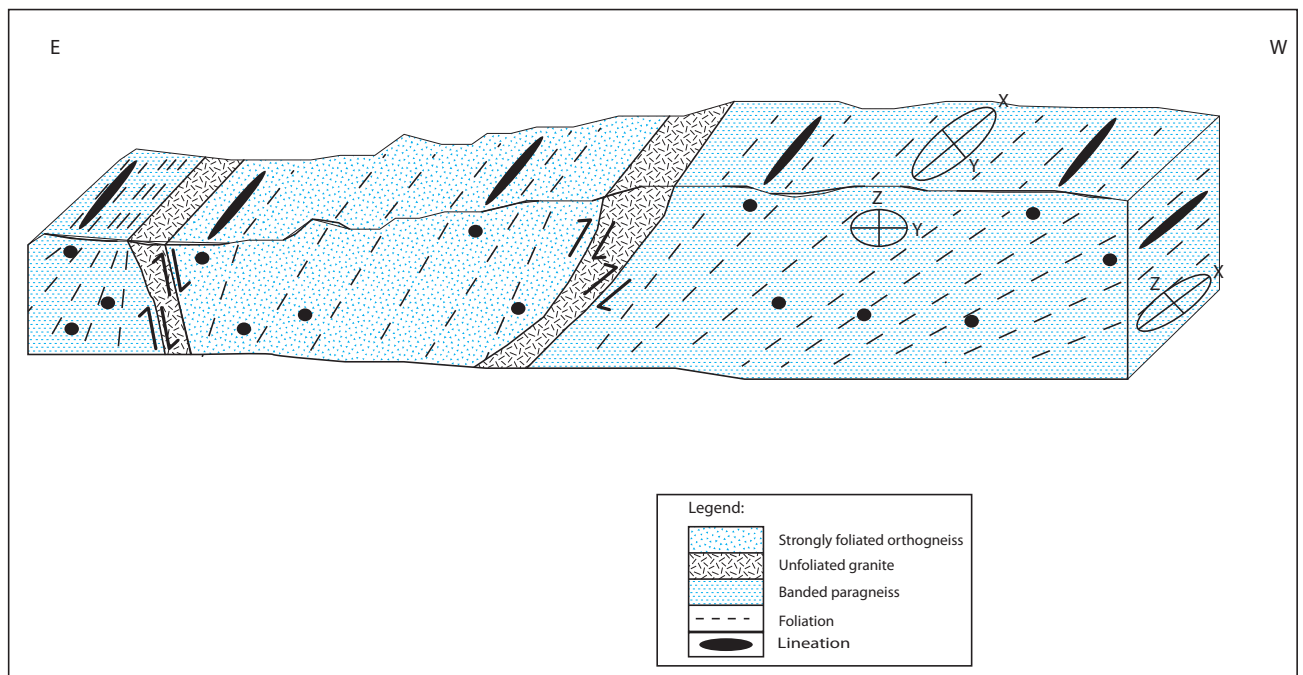 E
W
X
Y
Z
Y
Z
X
Legend:
Strongly foliated orthogneiss
Unfoliated granite
Banded paragneiss
Foliation
Lineation